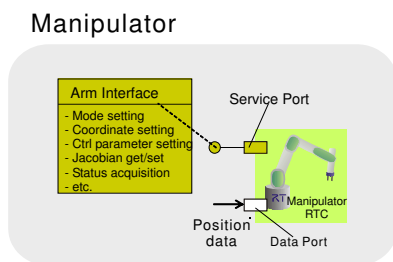 Manipulator
Arm Interface
- Mode setting
- Coordinate setting
- Ctrl parameter setting
- Jacobian get/set
- Status acquisition
- etc.
Service Port
RT
Manipulator
RTC
Position
data
Data Port